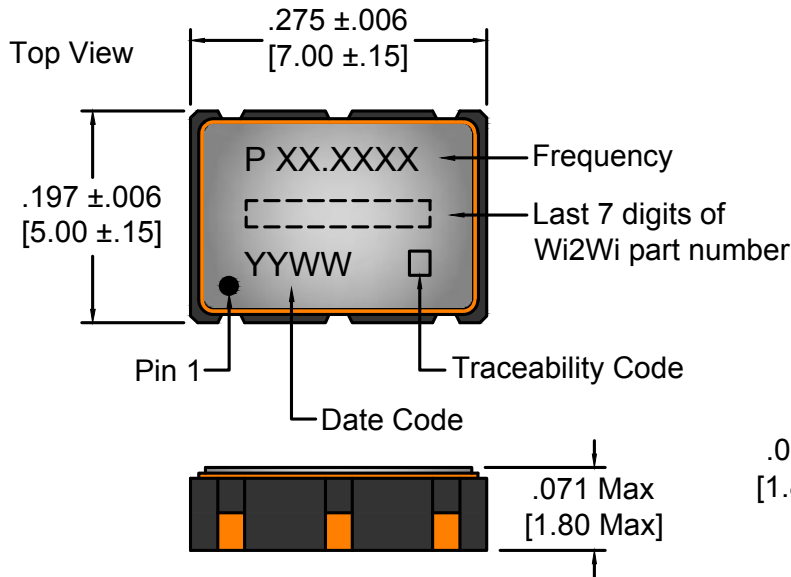 Top View
.275 ±.006
[7.00 ±.15]
.197 ±.006
[5.00 ±.15]
P XX.XXXX
Frequency
Last 7 digits of
Wi2Wi part number
YYWW
Pin 1
Traceability Code
Date Code
.071 Max
[1.80 Max]